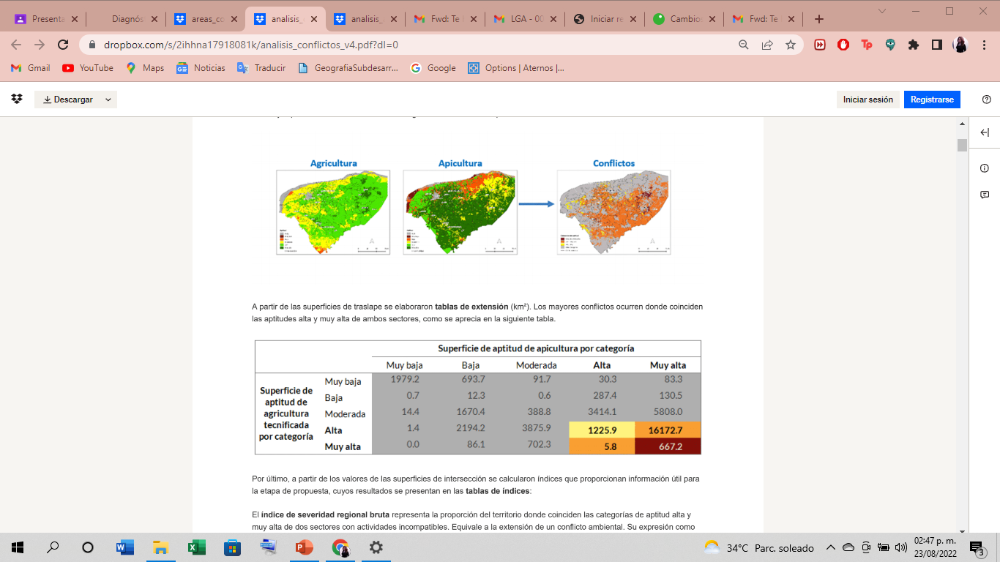 Presenta
Diagnós
areas_co
analisis_
analisis_
Fwd: Te
LGA - 00
Iniciar re
Cambios
Fwd: Te
dropbox.com/s/2ihhna17918081k/analisis_conflictos_v4.pdf?dl=0
Gmail
YouTube
Maps
Noticias
Traducir
GeografiaSubdesarr...
Google
Options | Aternos |...
Descargar
Iniciar sesión
Registrarse
Agricultura
Apicultura
Conflictos
A partir de las superficies de traslape se elaboraron tablas de extensión (km²). Los mayores conflictos ocurren donde coinciden
las aptitudes alta y muy alta de ambos sectores, como se aprecia en la siguiente tabla.
Superficie de aptitud de apicultura por categoría
Muy baja Baja Moderada Alta Muy alta
Superficie de
aptitud de
agricultura
tecnificada
por categoría
Muy baja 1979.2 693.7 91.7 30.3 83.3
Baja 0.7 12.3 0.6 287.4 130.5
Moderada 14.4 1670.4 388.8 3414.1 5808.0
Alta 1.4 2194.2 3875.9 1225.9 16172.7
Muy alta 0.0 86.1 702.3 5.8 667.2
Por último, a partir de los valores de las superficies de intersección se calcularon índices que proporcionan información útil para
la etapa de propuesta, cuyos resultados se presentan en las tablas de índices:
El índice de severidad regional bruta representa la proporción del territorio donde coinciden las categorías de aptitud alta y
muy alta de dos sectores con actividades incompatibles. Equivale a la extensión de un conflicto ambiental. Su expresión como
34°C Parc. soleado
02:47 p. m.
23/08/2022
3